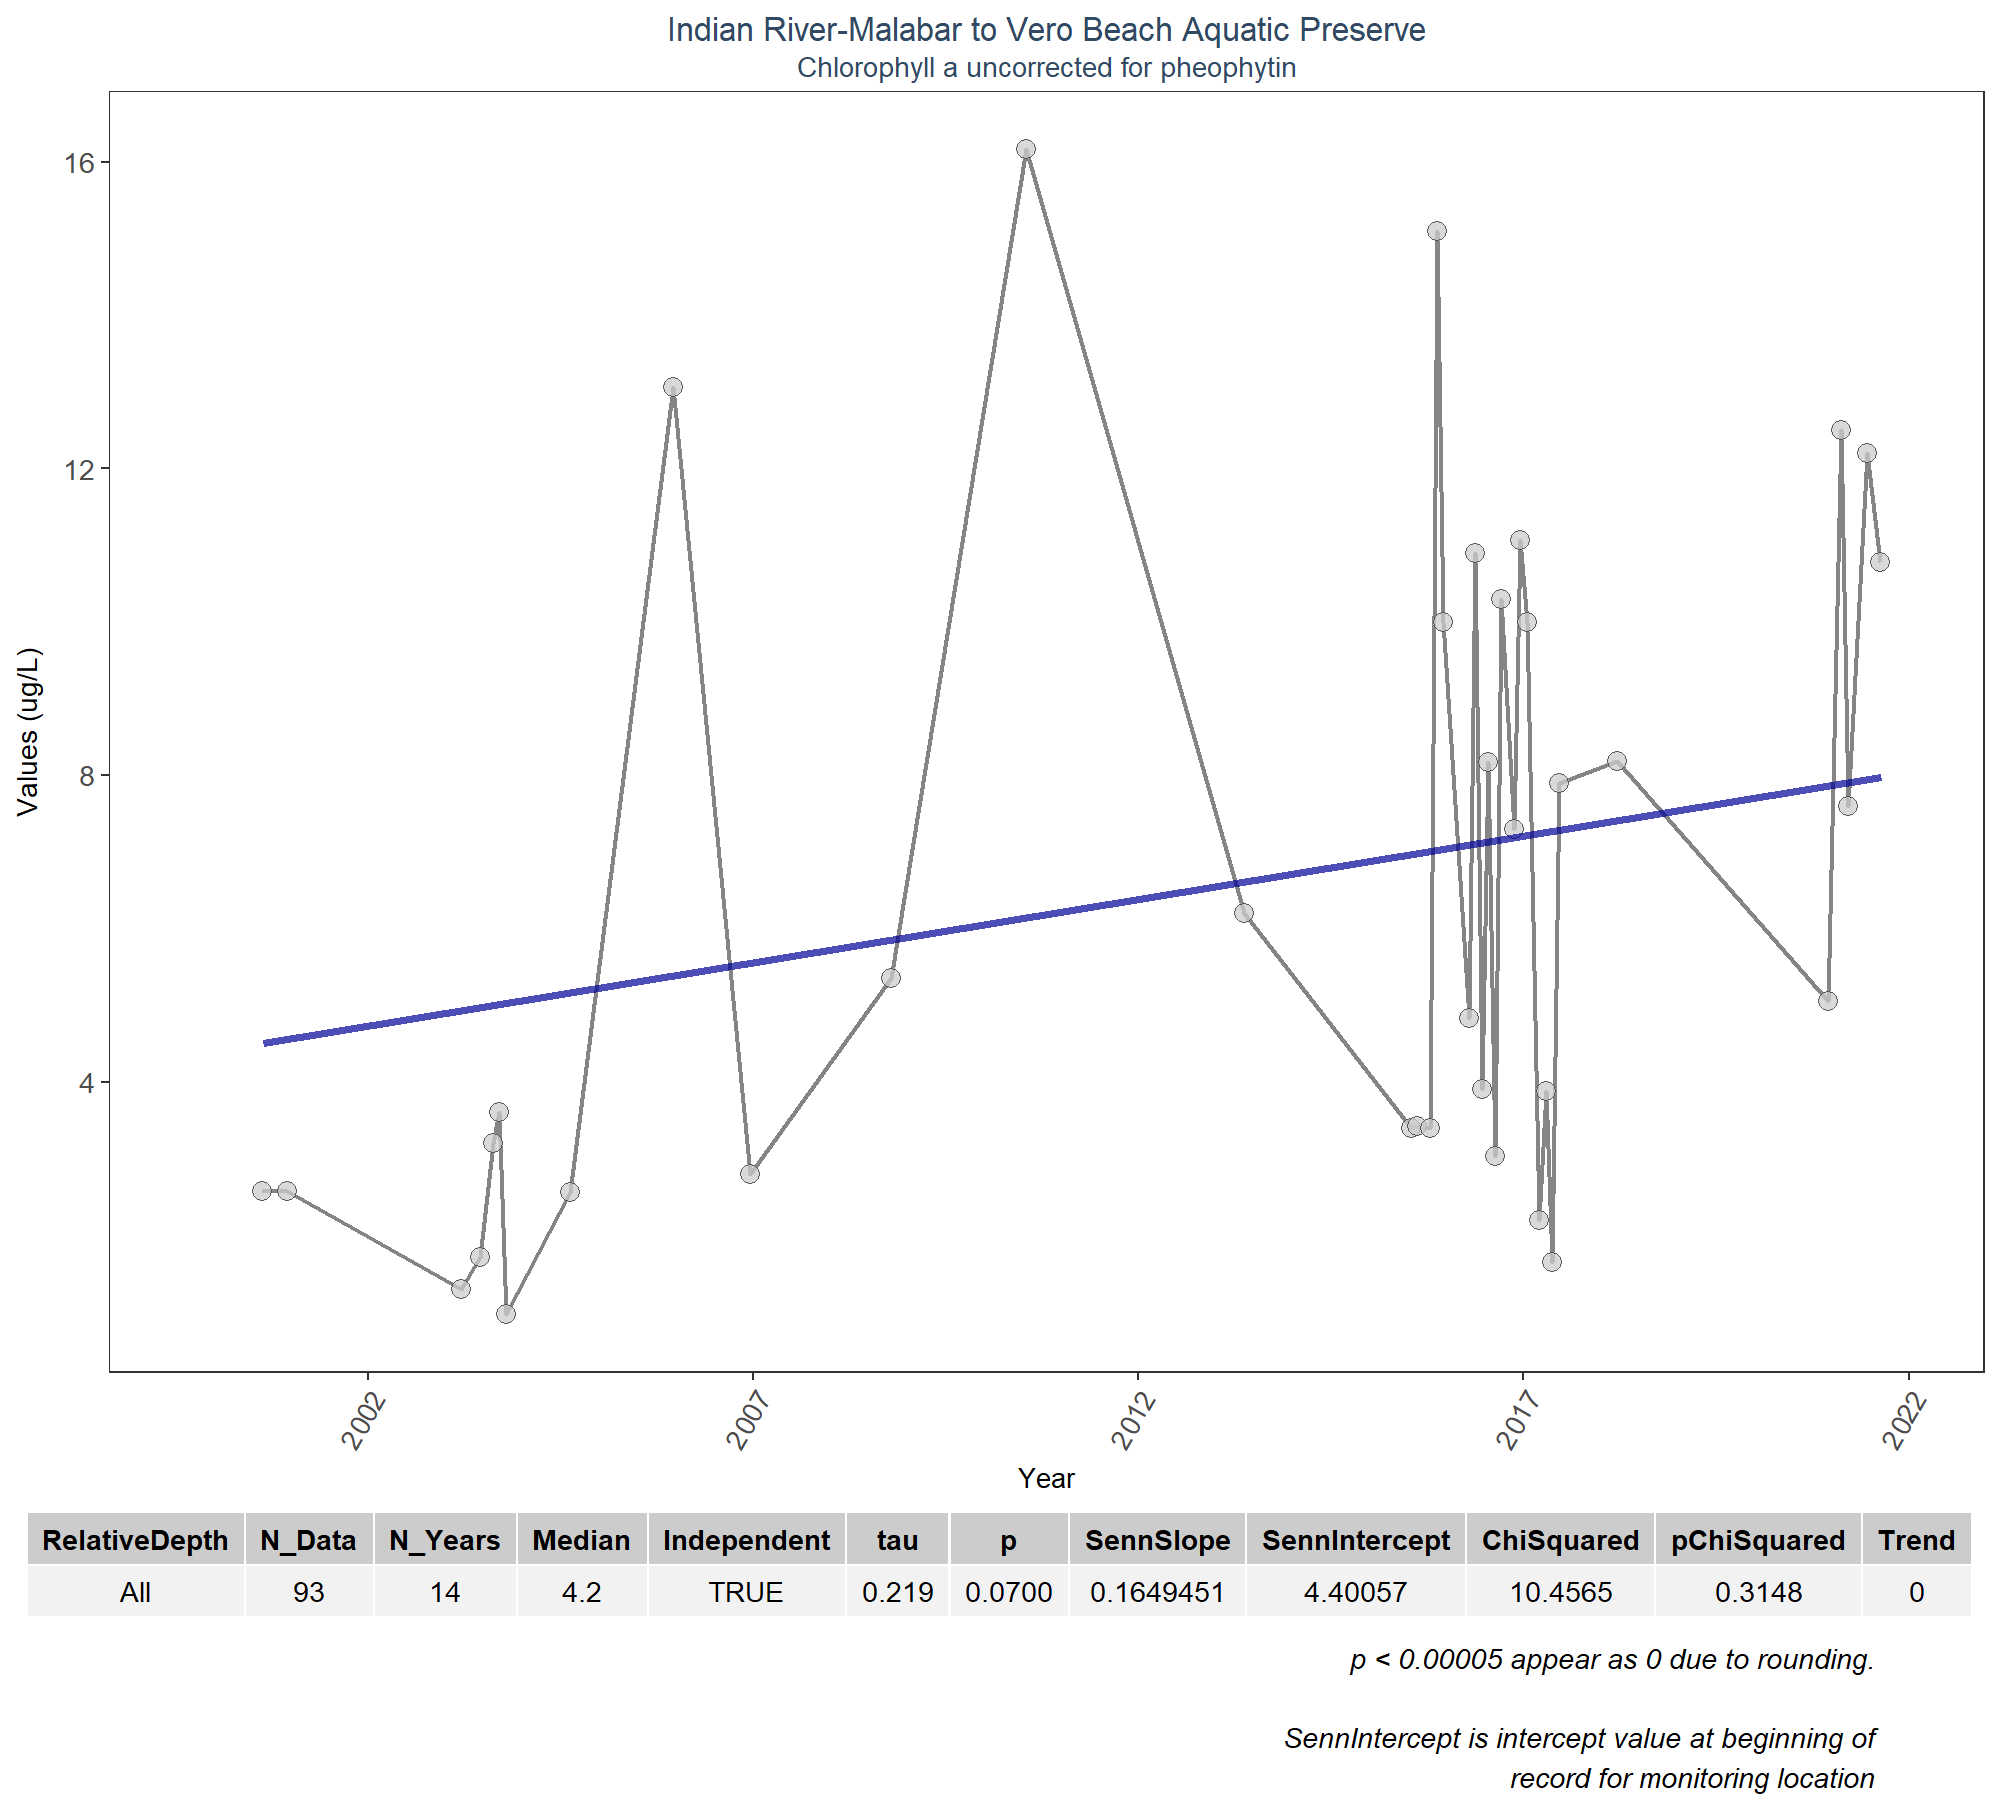 Indian River-Malabar to Vero Beach Aquatic Preserve
Chlorophyll a uncorrected for pheophytin
Values (ug/L)
16
12
8
4
2002 2007 2012 2017 2022
Year
RelativeDepth N_Data N_Years Median Independent tau p SennSlope SennIntercept ChiSquared pChiSquared Trend
All 93 14 4.2 TRUE 0.219 0.0700 0.1649451 4.40057 10.4565 0.3148 0
p < 0.00005 appear as 0 due to rounding.
SennIntercept is intercept value at beginning of
record for monitoring location